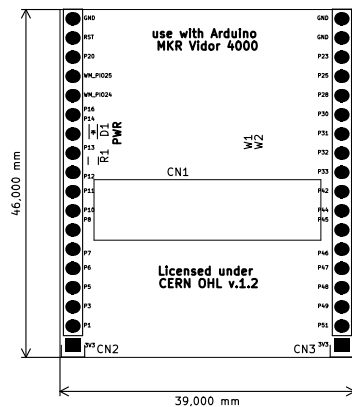 GND
RST
P20
WM_PIO25
WM_PIO24
P16
P14
P13
P12
P11
P10
P8
P7
P6
P5
P3
P1
3V3
CN2
D1
R1
PWR
use with Arduino
MKR Vidor 4000
W1
W2
CN1
Licensed under
CERN OHL v.1.2
GND
GND
P23
P25
P28
P30
P31
P32
P33
P42
P44
P45
P46
P47
P48
P49
P51
3V3
CN3
46,000 mm
39,000 mm